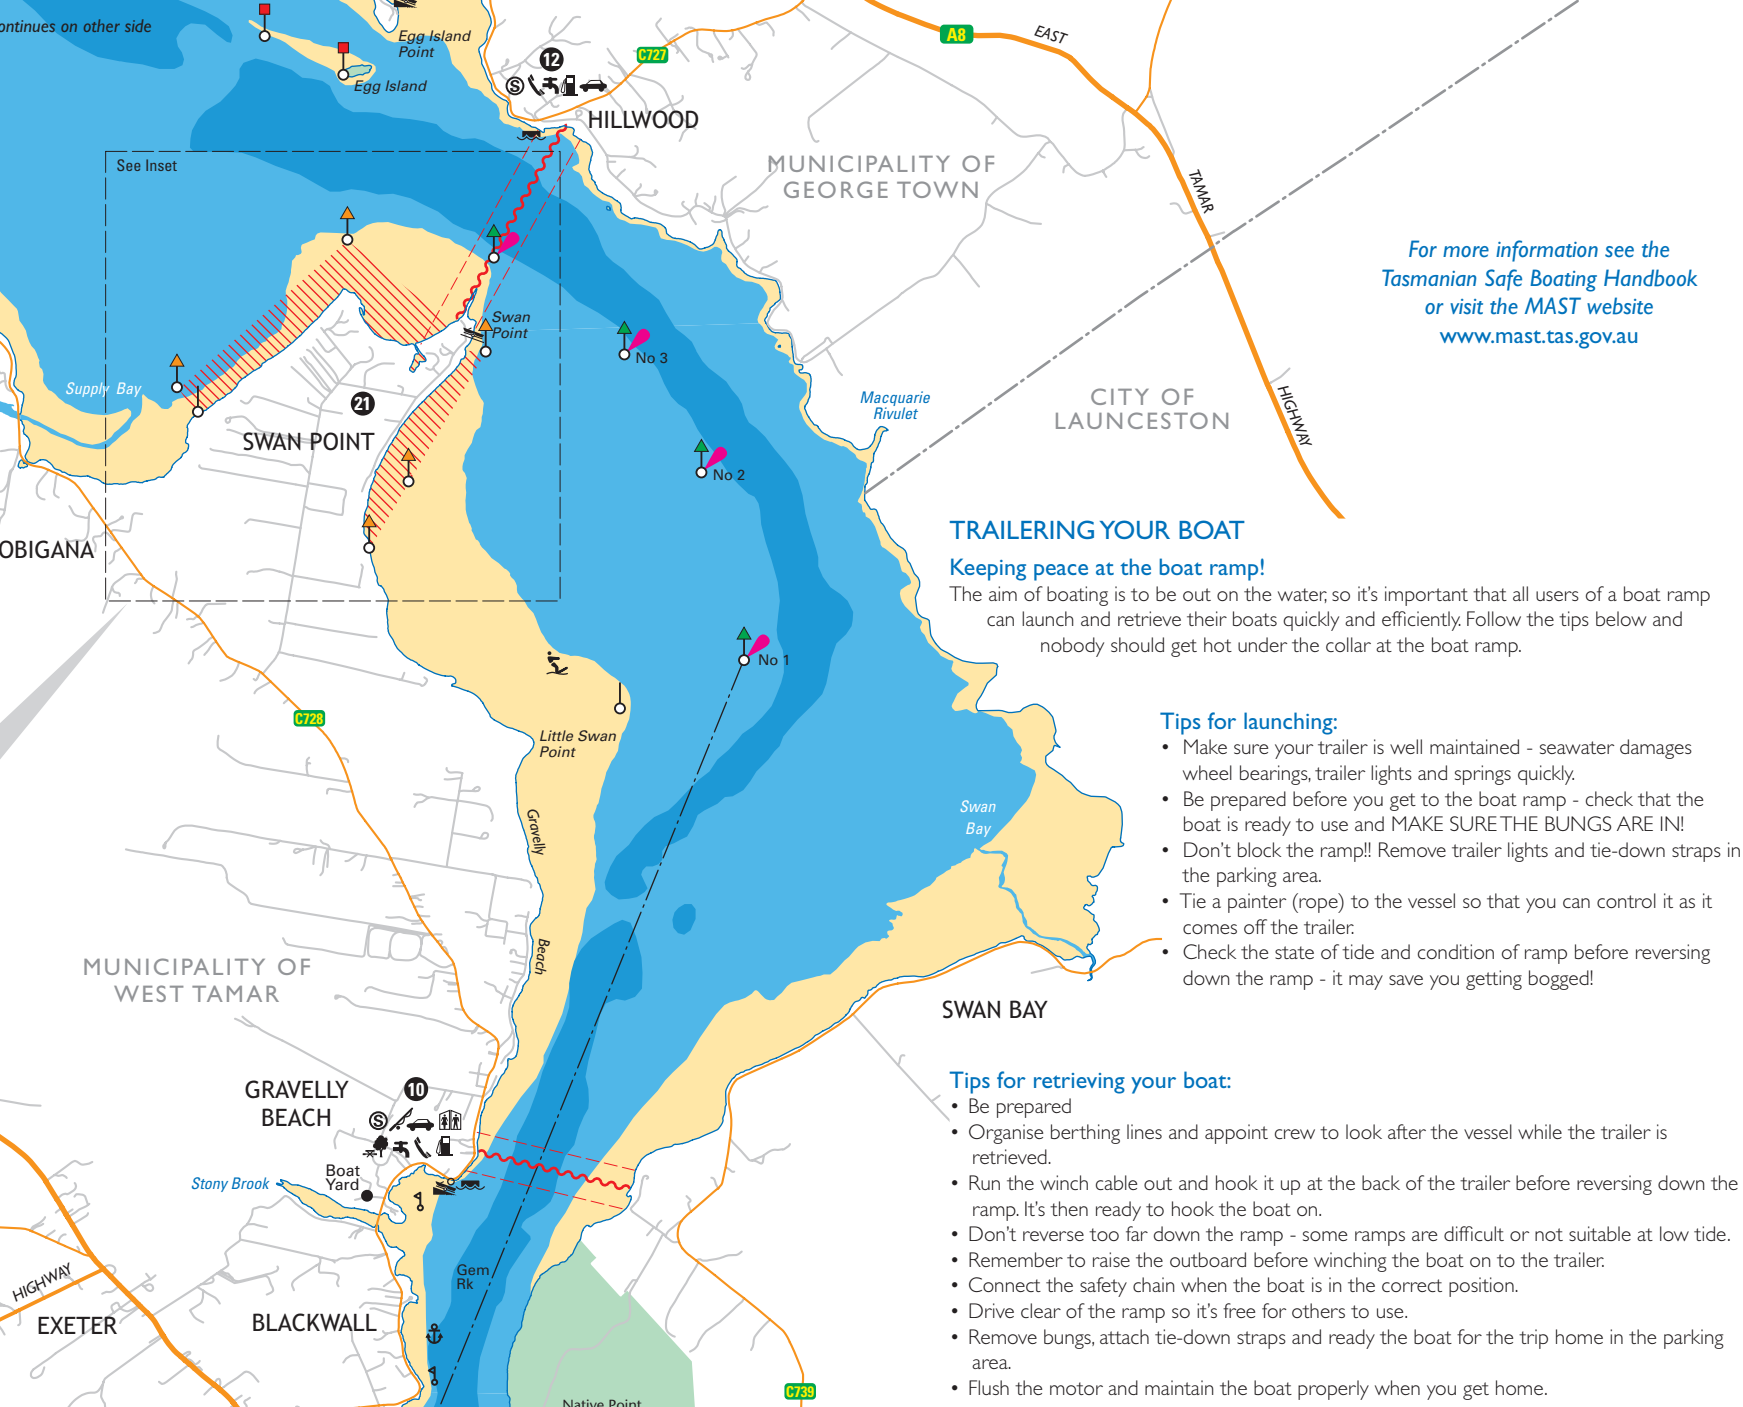 ontinues on other side
Egg Island
Point
Egg Island
12
C727
HILLWOOD
A8
EAST
TAMAR
HIGHWAY
See Inset
MUNICIPALITY OF
GEORGE TOWN
For more information see the
Tasmanian Safe Boating Handbook
or visit the MAST website
www.mast.tas.gov.au
Swan
Point
No 3
Supply Bay
21
SWAN POINT
Macquarie
Rivulet
CITY OF
LAUNCESTON
No 2
OBIGANA
No 1
C728
Little Swan
Point
Gravelly
Beach
Swan
Bay
TRAILERING YOUR BOAT
Keeping peace at the boat ramp!
The aim of boating is to be out on the water, so it's important that all users of a boat ramp
can launch and retrieve their boats quickly and efficiently. Follow the tips below and
nobody should get hot under the collar at the boat ramp.
Tips for launching:
• Make sure your trailer is well maintained - seawater damages
wheel bearings, trailer lights and springs quickly.
• Be prepared before you get to the boat ramp - check that the
boat is ready to use and MAKE SURE THE BUNGS ARE IN!
• Don't block the ramp!! Remove trailer lights and tie-down straps in
the parking area.
• Tie a painter (rope) to the vessel so that you can control it as it
comes off the trailer.
• Check the state of tide and condition of ramp before reversing
down the ramp - it may save you getting bogged!
MUNICIPALITY OF
WEST TAMAR
SWAN BAY
GRAVELLY
BEACH
10
S
S
Boat
Yard
Stony Brook
Gem
Rk
HIGHWAY
EXETER
BLACKWALL
C739
Native Point
Tips for retrieving your boat:
• Be prepared
• Organise berthing lines and appoint crew to look after the vessel while the trailer is
retrieved.
• Run the winch cable out and hook it up at the back of the trailer before reversing down the
ramp. It's then ready to hook the boat on.
• Don't reverse too far down the ramp - some ramps are difficult or not suitable at low tide.
• Remember to raise the outboard before winching the boat on to the trailer.
• Connect the safety chain when the boat is in the correct position.
• Drive clear of the ramp so it's free for others to use.
• Remove bungs, attach tie-down straps and ready the boat for the trip home in the parking
area.
• Flush the motor and maintain the boat properly when you get home.